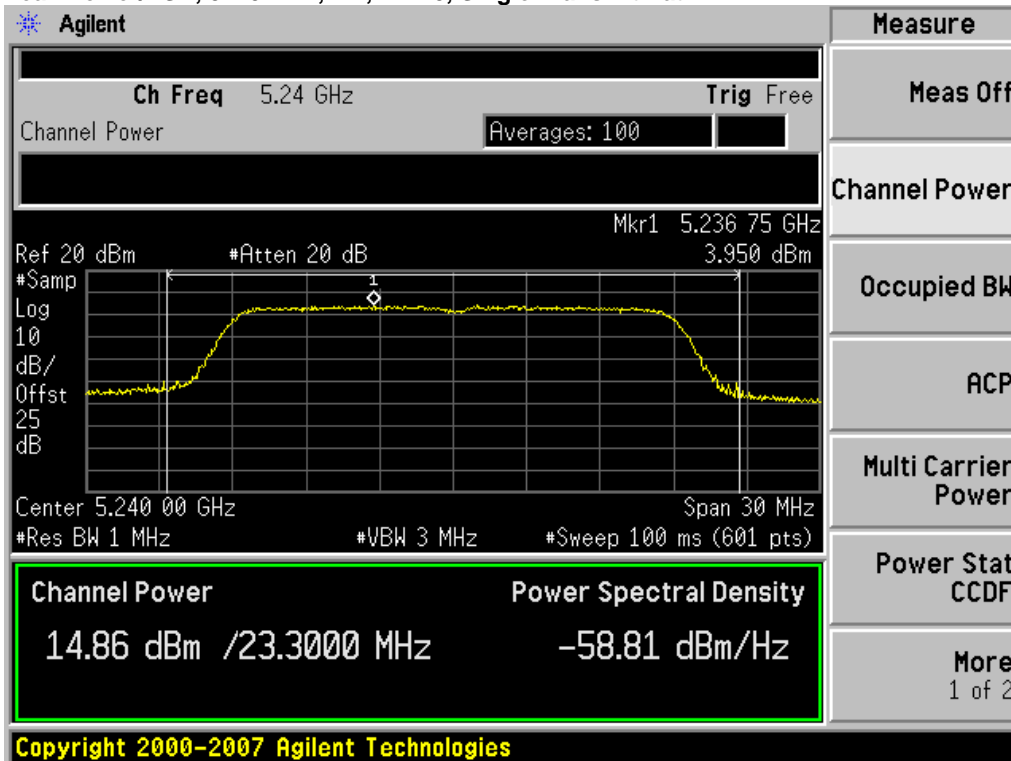 Agilent
Measure
Ch Freq 5.24 GHz Trig Free
Meas Off
Channel Power Averages: 100
Channel Power
Mkr1 5.236 75 GHz
Ref 20 dBm #Atten 20 dB 3.950 dBm
#Samp
1
Log
10
dB/
Offst
25
dB
Occupied BW
ACP
Multi Carrier
Power
Center 5.240 00 GHz Span 30 MHz
#Res BW 1 MHz #VBW 3 MHz #Sweep 100 ms (601 pts)
Power Stat
CCDF
Channel Power Power Spectral Density
14.86 dBm /23.3000 MHz -58.81 dBm/Hz
More
1 of 2
Copyright 2000-2007 Agilent Technologies